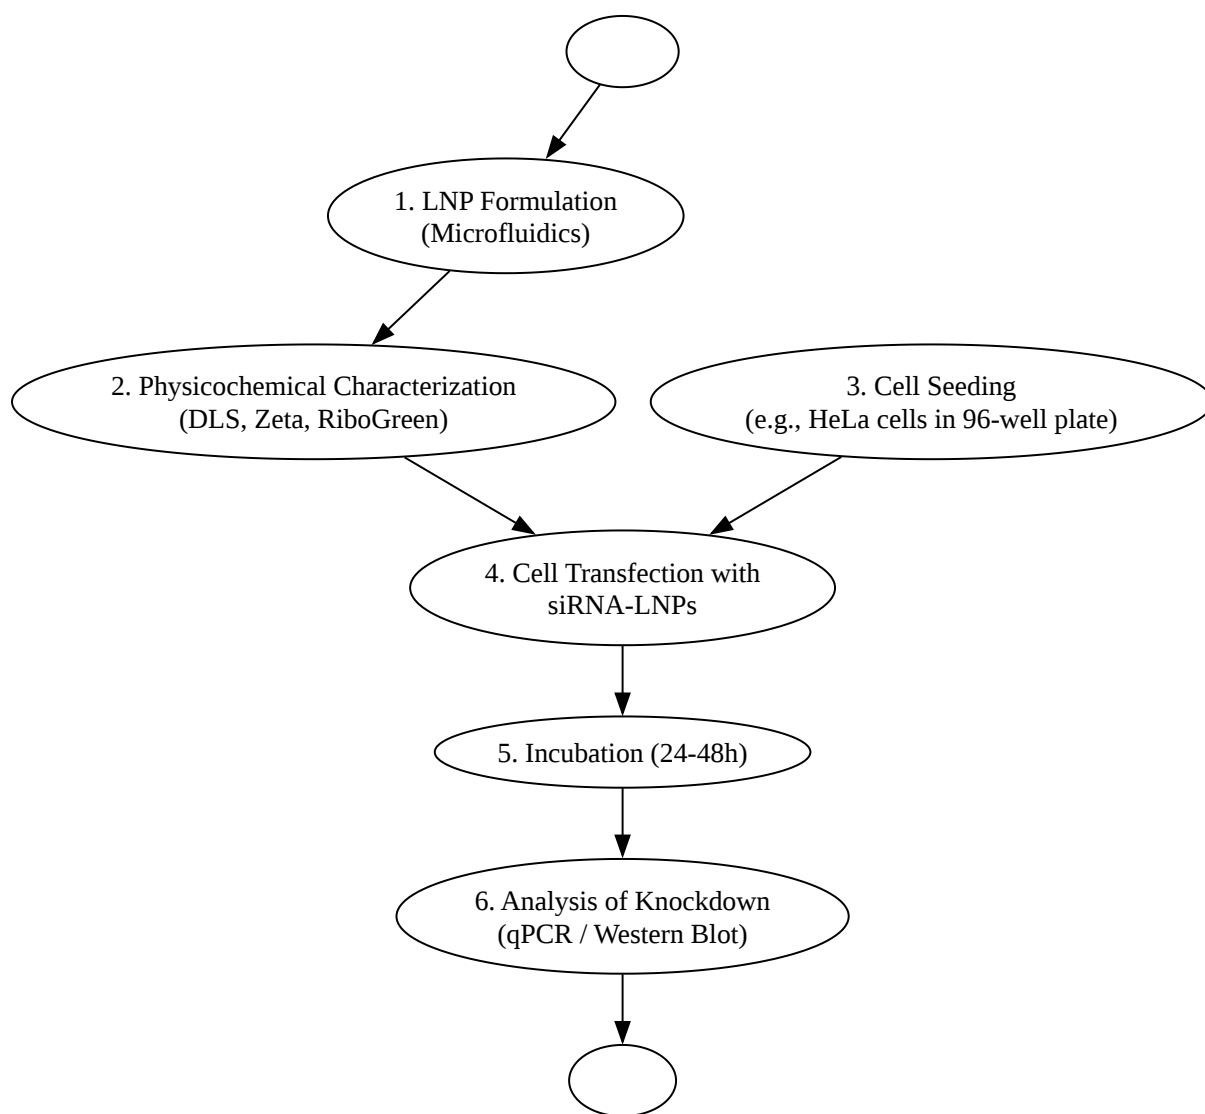 1. LNP Formulation
(Microfluidics)
2. Physicochemical Characterization
(DLS, Zeta, RiboGreen)
3. Cell Seeding
(e.g., HeLa cells in 96-well plate)
4. Cell Transfection with
siRNA-LNPs
5. Incubation (24-48h)
6. Analysis of Knockdown
(qPCR / Western Blot)